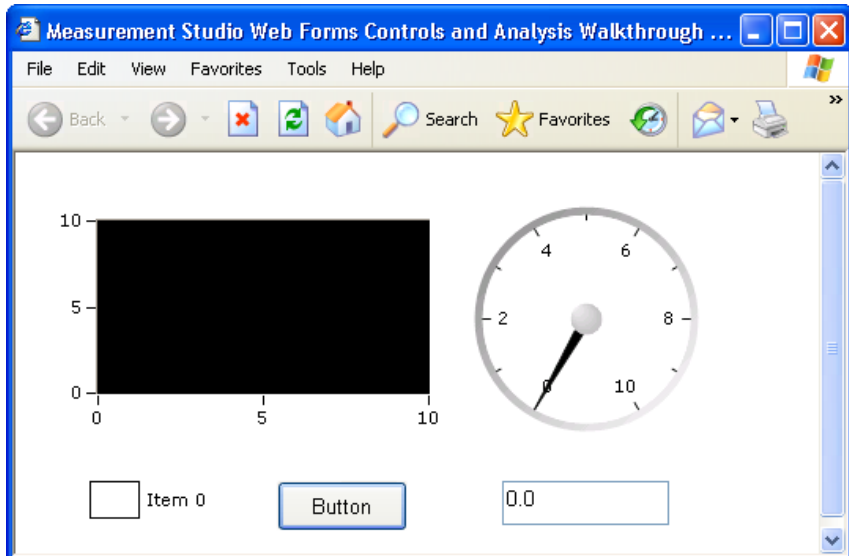 Measurement Studio Web Forms Controls and Analysis Walkthrough ...
File Edit View Favorites Tools Help
Back Search Favorites »
10
5
0
0 5 10
4 6
2 8
0 10
Item 0 Button 0.0